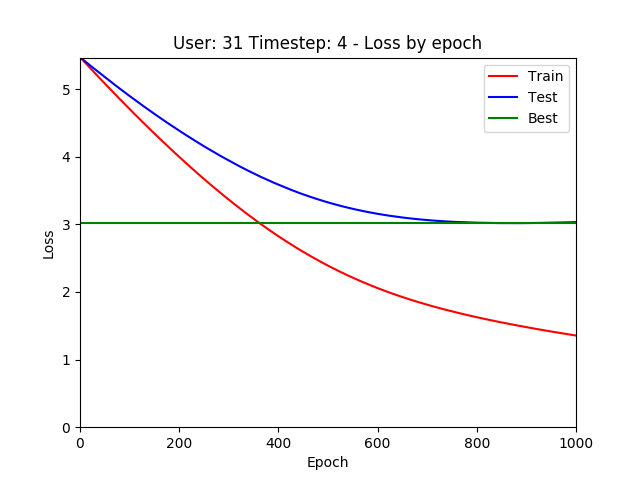 User: 31 Timestep: 4 - Loss by epoch
Train
Test
Best
5
4
3
2
1
0
Loss
0 200 400 600 800 1000
Epoch